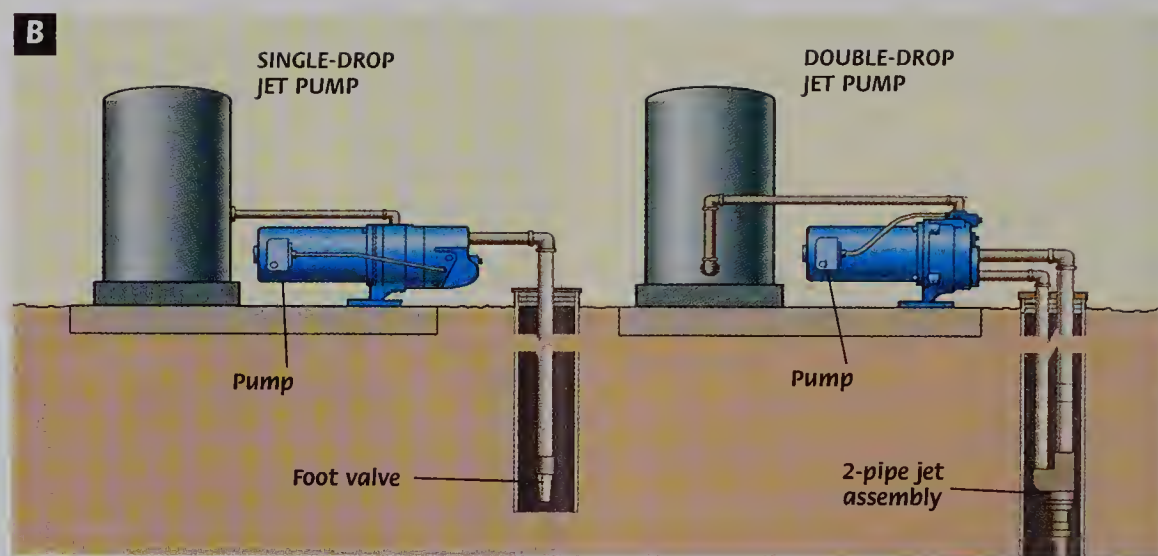 B
SINGLE-DROP
JET PUMP
DOUBLE-DROP
JET PUMP
Pump
Pump
Foot valve
2-pipe jet
assembly